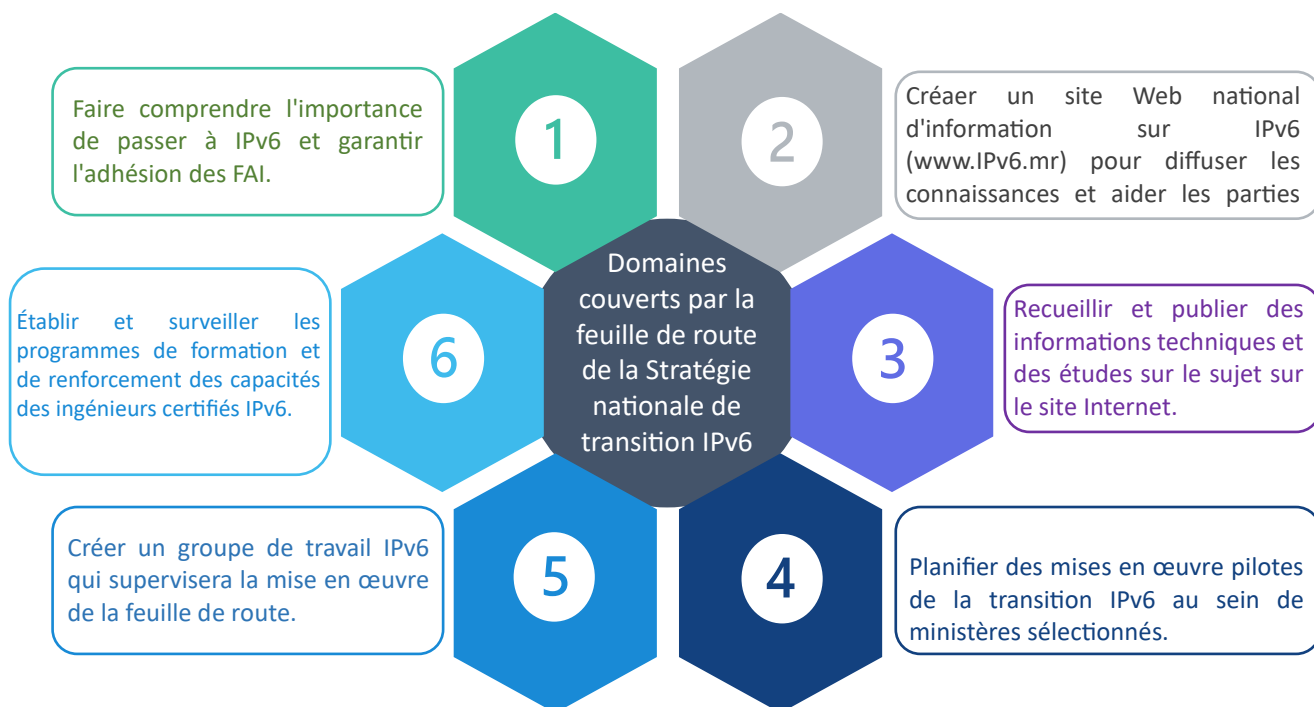 1
Faire comprendre l'importance
de passer à IPv6 et garantir
l'adhésion des FAI.
2
Créaer un site Web national
d'information sur IPv6
(www.IPv6.mr) pour diffuser les
connaissances et aider les parties
Domaines
couverts par la
feuille de route
de la Stratégie
nationale de
transition IPv6
3
Recueillir et publier des
informations techniques et
des études sur le sujet sur
le site Internet.
4
Planifier des mises en œuvre pilotes
de la transition IPv6 au sein de
ministères sélectionnés.
5
Créer un groupe de travail IPv6
qui supervisera la mise en œuvre
de la feuille de route.
6
Établir et surveiller les
programmes de formation et
de renforcement des capacités
des ingénieurs certifiés IPv6.